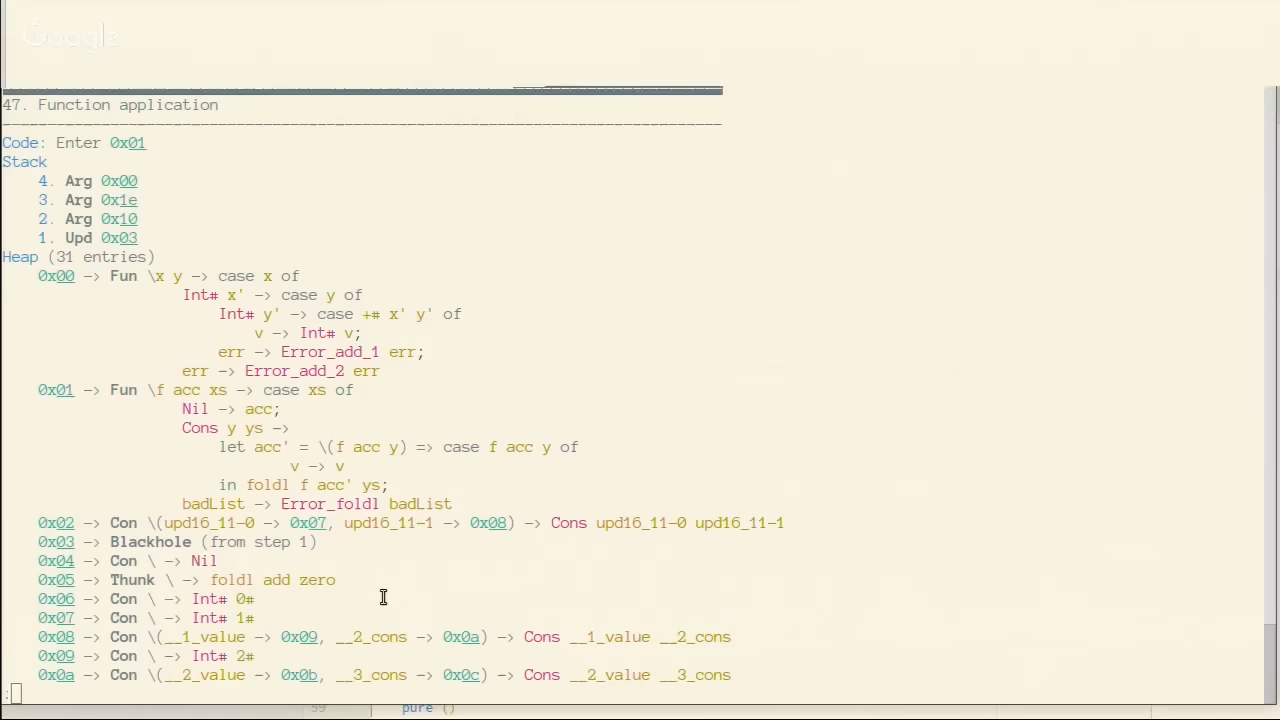 Google
47. Function application
Code: Enter 0x01
Stack
4. Arg 0x00
3. Arg 0x1e
2. Arg 0x10
1. Upd 0x03
Heap (31 entries)
0x00 -> Fun \x y -> case x of
Int# x' -> case y of
Int# y' -> case +# x' y' of
v -> Int# v;
err -> Error_add_1 err;
err -> Error_add_2 err
0x01 -> Fun \f acc xs -> case xs of
Nil -> acc;
Cons y ys ->
let acc' = \(f acc y) => case f acc y of
v -> v
in foldl f acc' ys;
badList -> Error_foldl badList
0x02 -> Con \(upd16_11-0 -> 0x07, upd16_11-1 -> 0x08) -> Cons upd16_11-0 upd16_11-1
0x03 -> Blackhole (from step 1)
0x04 -> Con \ -> Nil
0x05 -> Thunk \ -> foldl add zero
0x06 -> Con \ -> Int# 0#
0x07 -> Con \ -> Int# 1#
0x08 -> Con \(__1_value -> 0x09, __2_cons -> 0x0a) -> Cons __1_value __2_cons
0x09 -> Con \ -> Int# 2#
0x0a -> Con \(__2_value -> 0x0b, __3_cons -> 0x0c) -> Cons __2_value __3_cons
:
59 pure ()